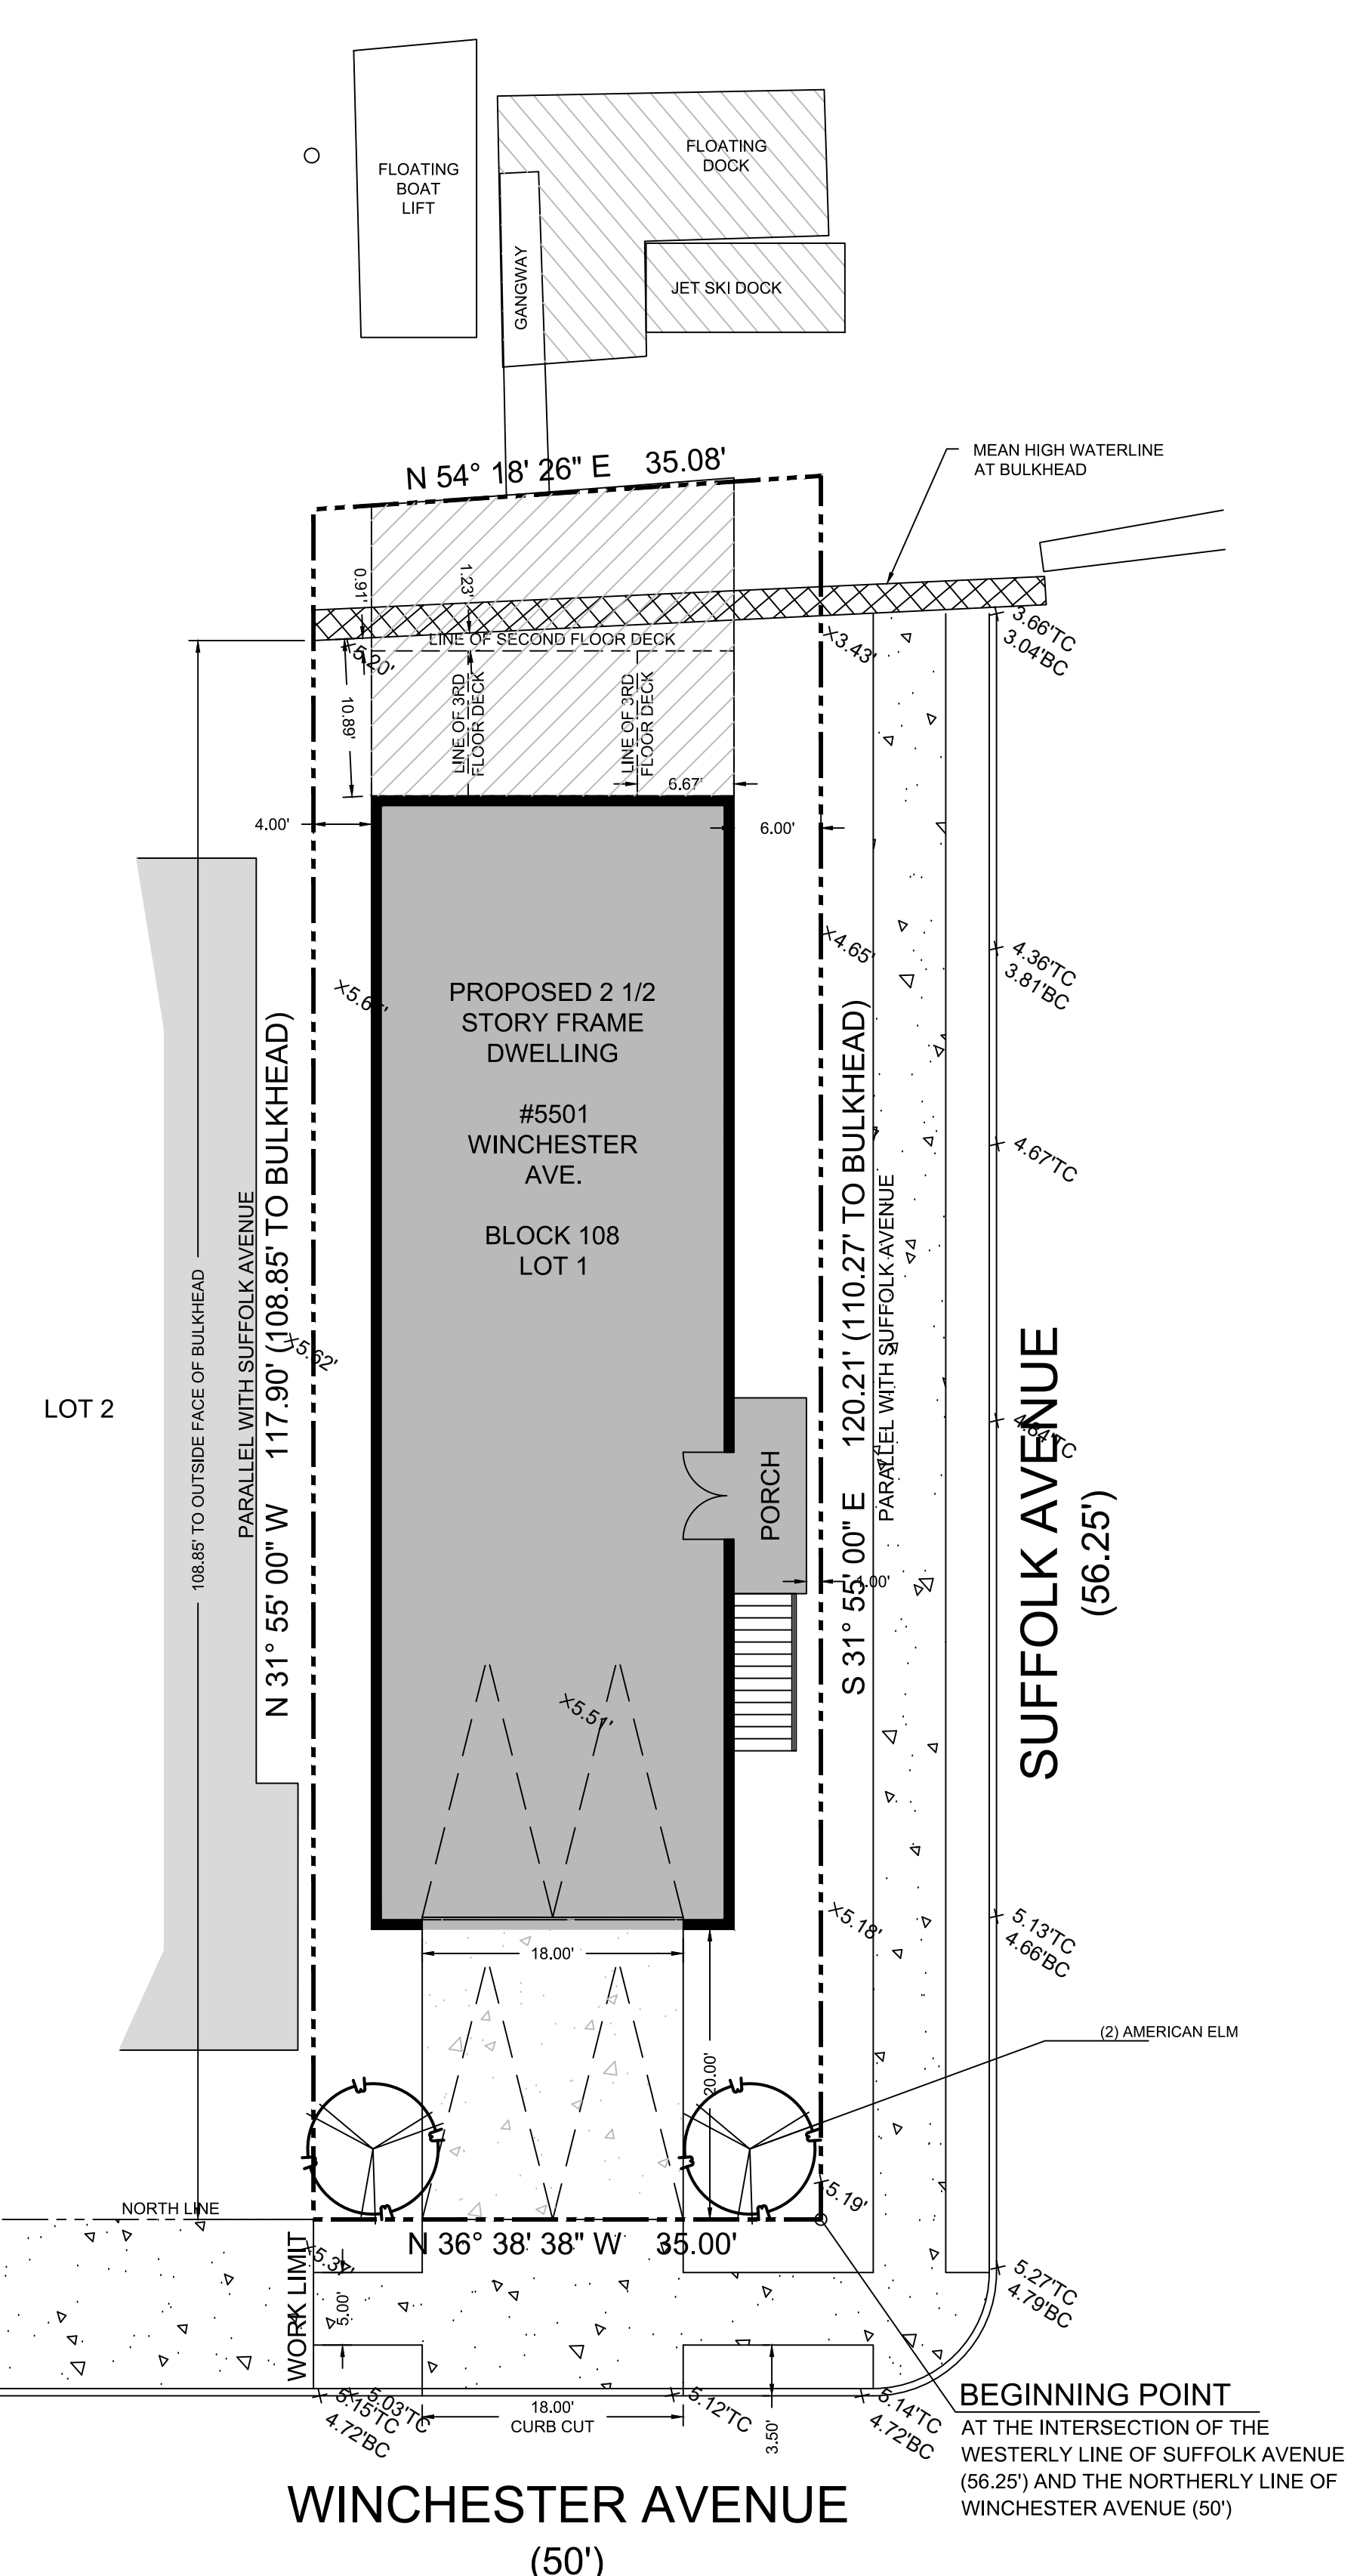 FLOATING
DOCK
FLOATING
BOAT
LIFT
GANGWAY
JET SKI DOCK
MEAN HIGH WATERLINE
AT BULKHEAD
N 54° 18' 26" E 35.08'
0.91'
1.23'
LINE OF SECOND FLOOR DECK
5.20'
3.43'
3.66'TC
3.04'BC
10.89'
LINE OF 3RD
FLOOR DECK
LINE OF 3RD
FLOOR DECK
6.67'
4.00'
6.00'
4.65'
4.36'TC
3.81'BC
PROPOSED 2 1/2
STORY FRAME
DWELLING
#5501
WINCHESTER
AVE.
BLOCK 108
LOT 1
4.67'TC
5.62'
LOT 2
108.85' TO OUTSIDE FACE OF BULKHEAD
PARALLEL WITH SUFFOLK AVENUE
N 31° 55' 00" W 117.90' (108.85' TO BULKHEAD)
S 31° 55' 00" E 120.21' (110.27' TO BULKHEAD)
PARALLEL WITH SUFFOLK AVENUE
4.84'TC
SUFFOLK AVENUE
(56.25')
PORCH
1.00'
5.51'
5.18'
5.13'TC
4.66'BC
18.00'
20.00'
(2) AMERICAN ELM
NORTH LINE
5.19'
N 36° 38' 38" W 35.00'
WORK LIMIT
5.37'
5.00'
5.27'TC
4.79'BC
5.15'TC
4.72'BC
5.03'TC
18.00'
CURB CUT
5.12'TC
3.50'
5.14'TC
4.72'BC
BEGINNING POINT
AT THE INTERSECTION OF THE
WESTERLY LINE OF SUFFOLK AVENUE
(56.25') AND THE NORTHERLY LINE OF
WINCHESTER AVENUE (50')
WINCHESTER AVENUE
(50')